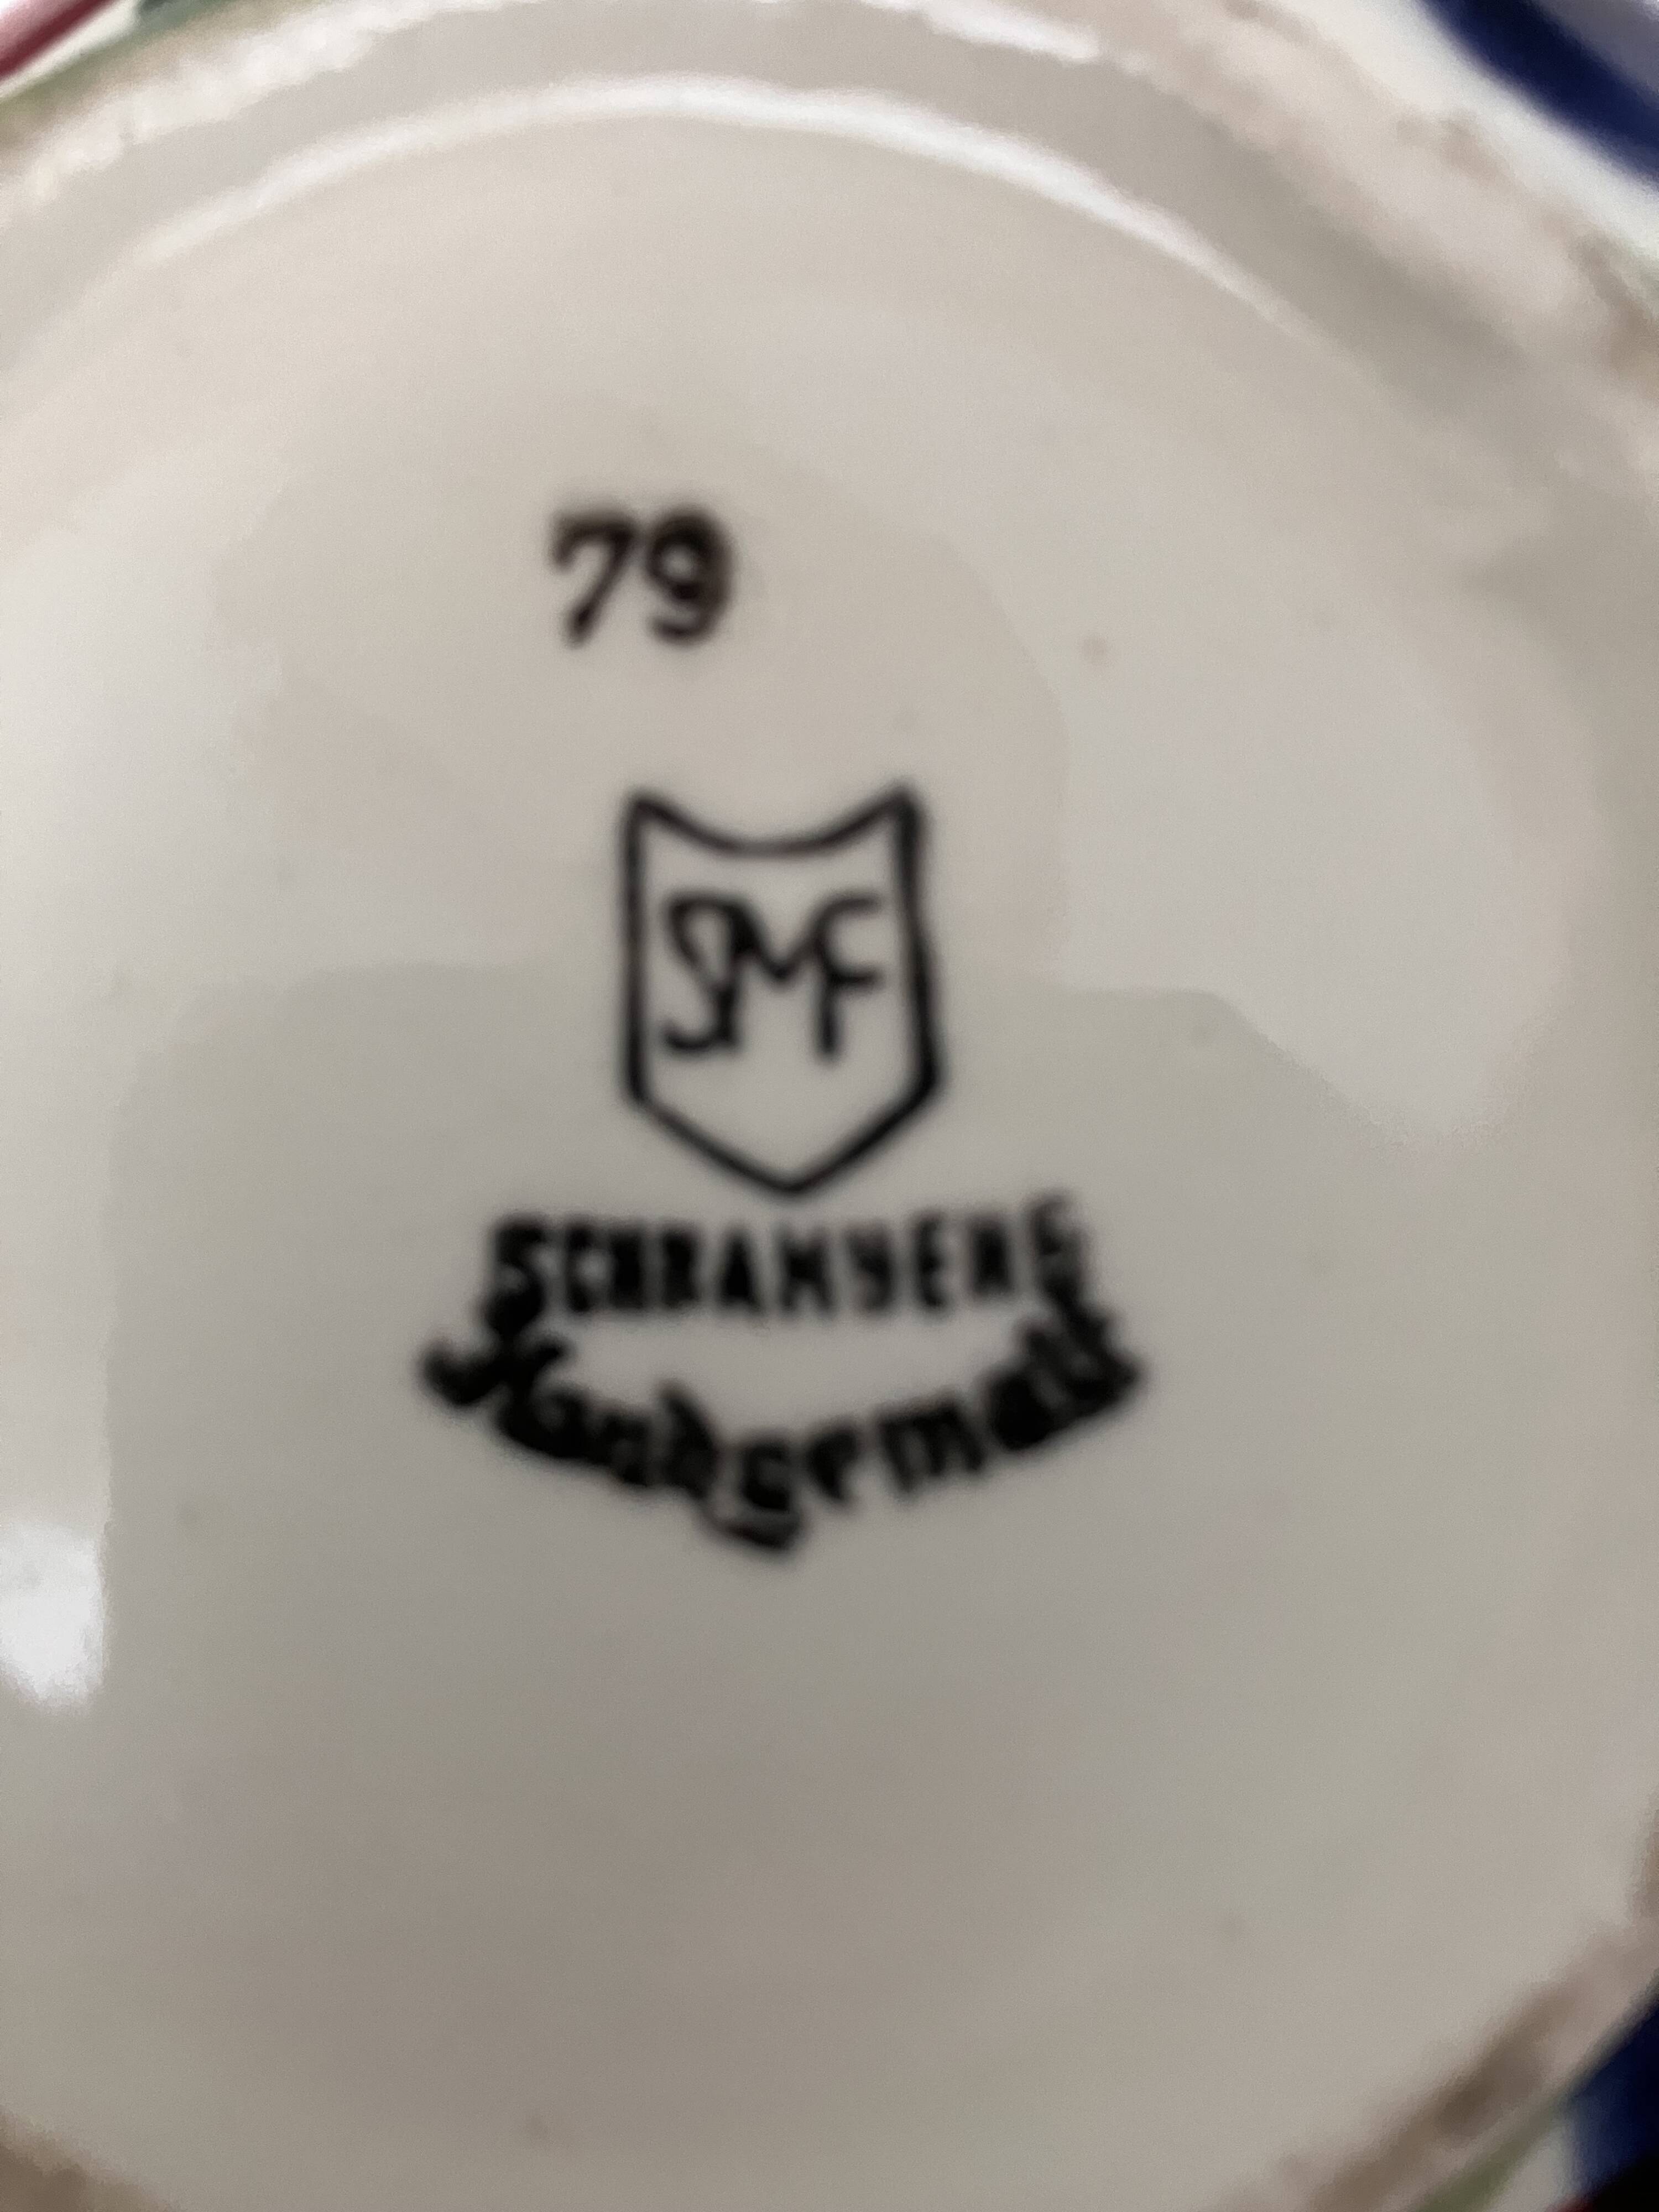 79
SMF
SCHRAMBERG
Handgemalt